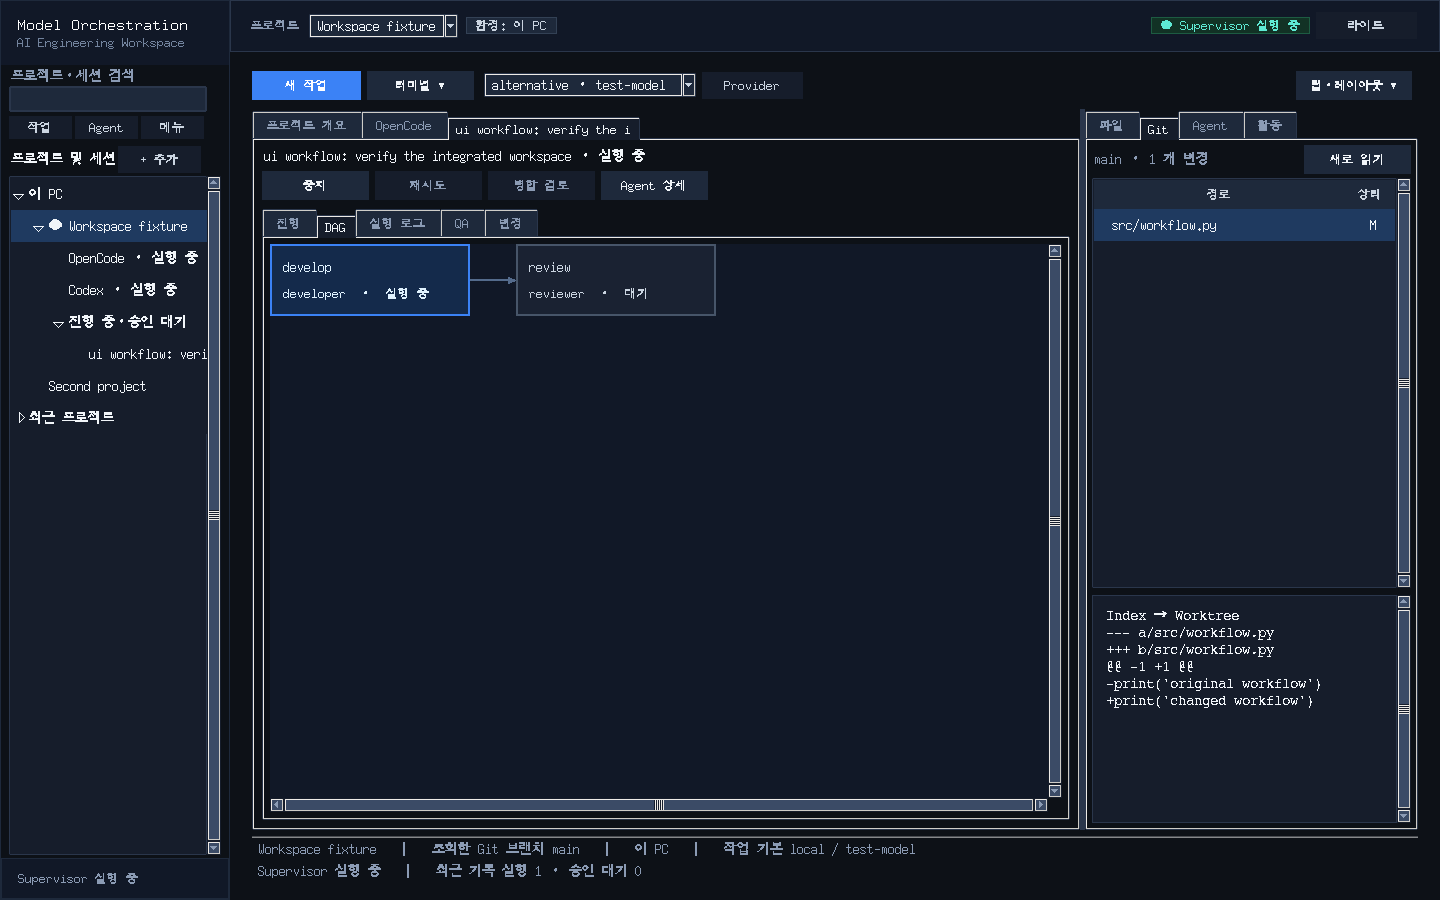 Model Orchestration
AI Engineering Workspace
프로젝트·세션 검색
작업 Agent 메뉴
프로젝트 및 세션 + 추가
이 PC
Workspace fixture
OpenCode · 실행 중
Codex · 실행 중
진행 중·승인 대기
ui workflow: veri
Second project
최근 프로젝트
Supervisor 실행 중
프로젝트 Workspace fixture 환경: 이 PC
Supervisor 실행 중 라이트
새 작업 터미널 ▾ alternative · test-model Provider 탭·레이아웃 ▾
프로젝트 개요 OpenCode ui workflow: verify the i
ui workflow: verify the integrated workspace · 실행 중
중지 재시도 병합 검토 Agent 상세
진행 DAG 실행 로그 QA 변경
develop
developer · 실행 중
review
reviewer · 대기
파일 Git Agent 활동
main · 1 개 변경 새로 읽기
경로 상태
src/workflow.py M
Index → Worktree
--- a/src/workflow.py
+++ b/src/workflow.py
@@ -1 +1 @@
-print('original workflow')
+print('changed workflow')
Workspace fixture | 조회한 Git 브랜치 main | 이 PC | 작업 기본 local / test-model
Supervisor 실행 중 | 최근 기록 실행 1 · 승인 대기 0